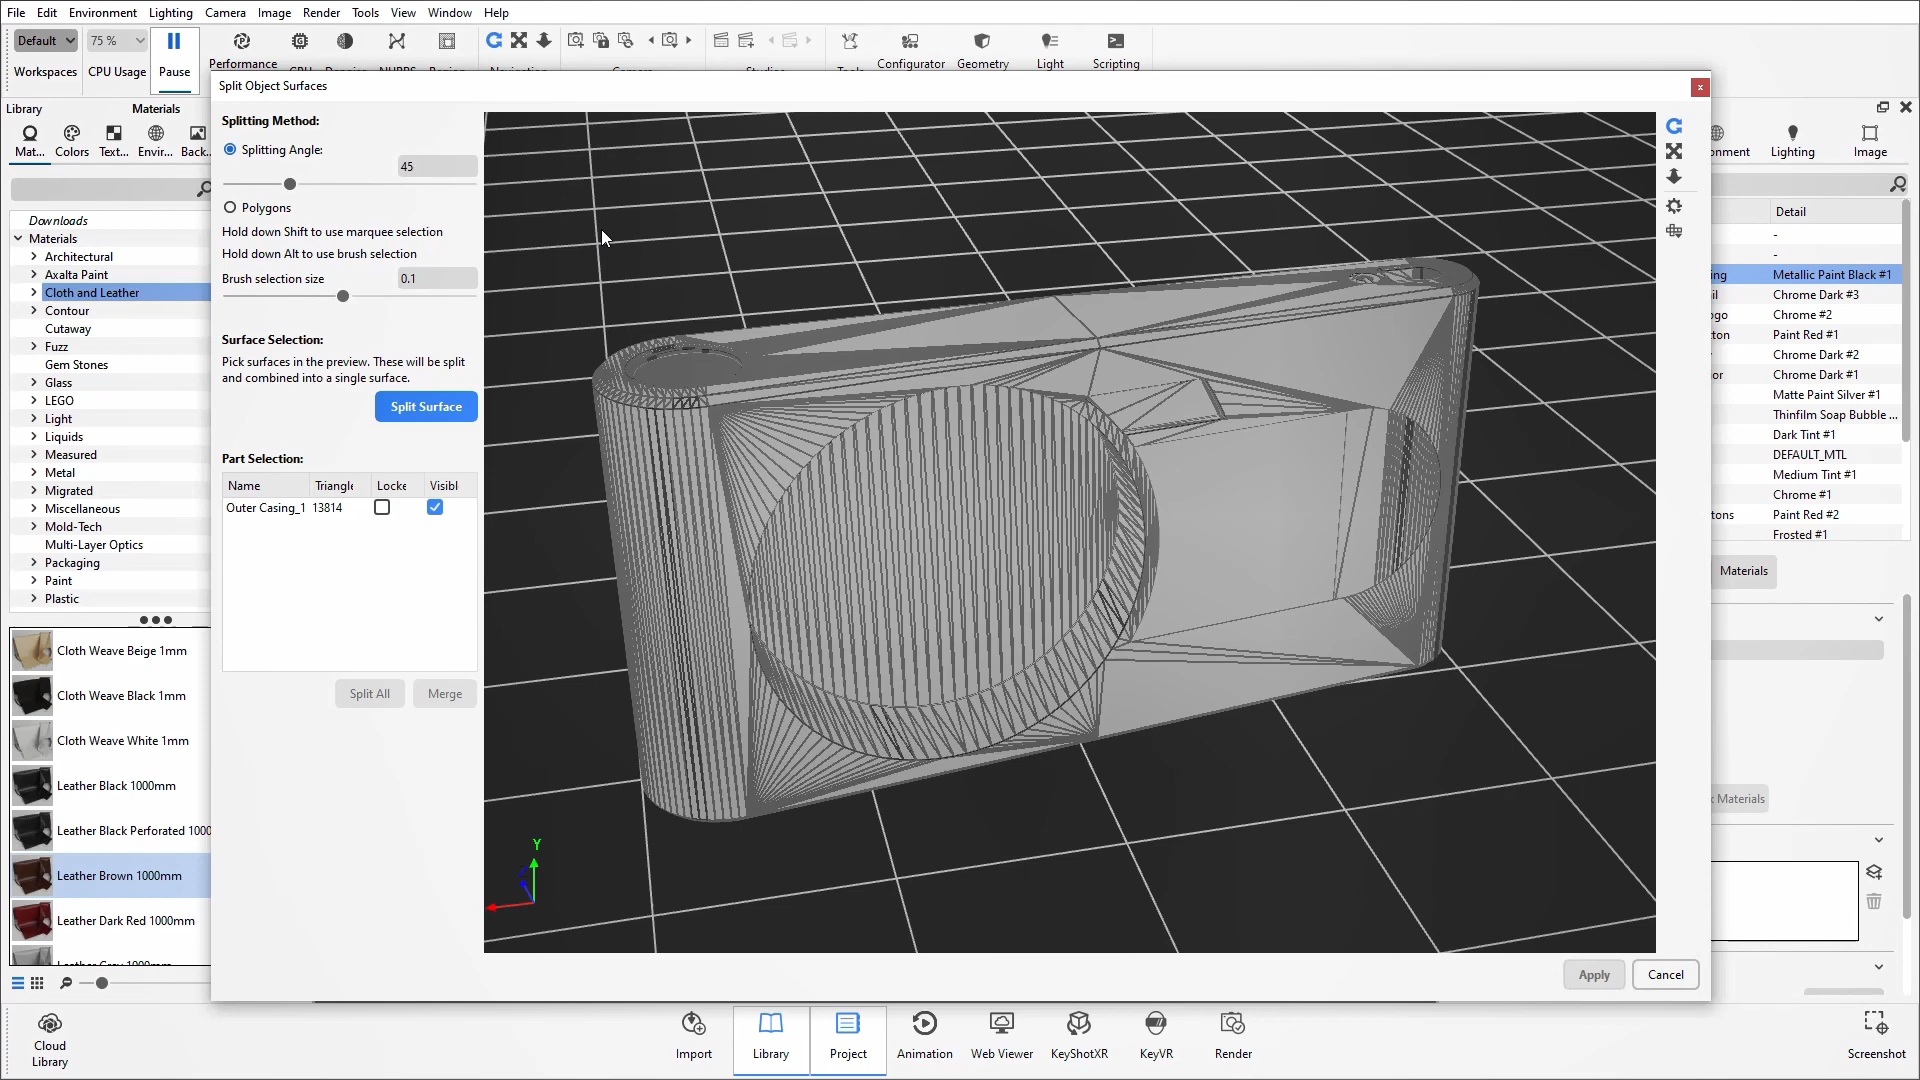 File Edit Environment Lighting Camera Image Render Tools View Window Help
Default 75 %
Workspaces CPU Usage Pause Performance Configurator Geometry Light Scripting
Split Object Surfaces x
Library Materials
Mat... Colors Text... Envir... Back...
Downloads
Materials
Architectural
Axalta Paint
Cloth and Leather
Contour
Cutaway
Fuzz
Gem Stones
Glass
LEGO
Light
Liquids
Measured
Metal
Migrated
Miscellaneous
Mold-Tech
Multi-Layer Optics
Packaging
Paint
Plastic
Cloth Weave Beige 1mm
Cloth Weave Black 1mm
Cloth Weave White 1mm
Leather Black 1000mm
Leather Black Perforated 1000
Leather Brown 1000mm
Leather Dark Red 1000mm
Splitting Method:
Splitting Angle:
45
Polygons
Hold down Shift to use marquee selection
Hold down Alt to use brush selection
Brush selection size 0.1
Surface Selection:
Pick surfaces in the preview. These will be split
and combined into a single surface.
Split Surface
Part Selection:
Name Triangle Locke Visibl
Outer Casing_1 13814
Split All Merge
Y
Apply Cancel
nment Lighting Image
Detail
-
-
ing Metallic Paint Black #1
il Chrome Dark #3
ogo Chrome #2
tton Paint Red #1
Chrome Dark #2
or Chrome Dark #1
Matte Paint Silver #1
Thinfilm Soap Bubble ...
Dark Tint #1
DEFAULT_MTL
Medium Tint #1
Chrome #1
tons Paint Red #2
Frosted #1
Materials
k Materials
Cloud
Library
Import Library Project Animation Web Viewer KeyShotXR KeyVR Render Screenshot